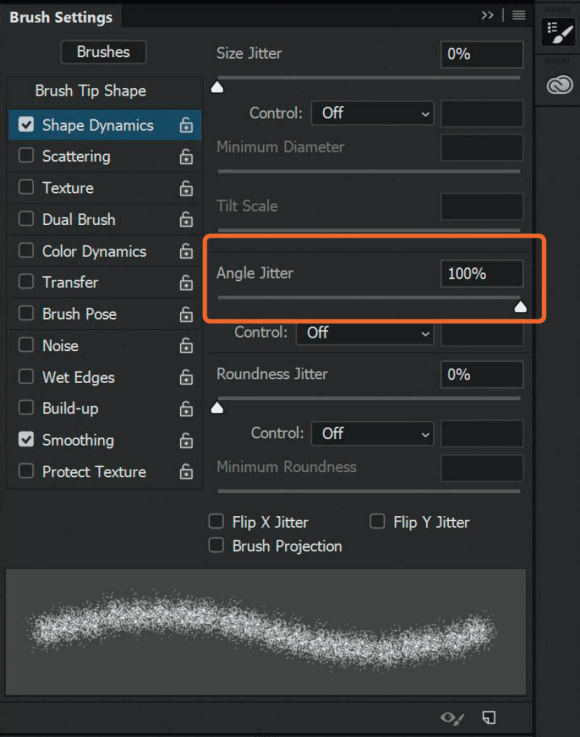 Brush Settings
Brushes
Brush Tip Shape
Shape Dynamics
Scattering
Texture
Dual Brush
Color Dynamics
Transfer
Brush Pose
Noise
Wet Edges
Build-up
Smoothing
Protect Texture
Size Jitter 0%
Control: Off
Minimum Diameter
Tilt Scale
Angle Jitter 100%
Control: Off
Roundness Jitter 0%
Control: Off
Minimum Roundness
Flip X Jitter Flip Y Jitter
Brush Projection